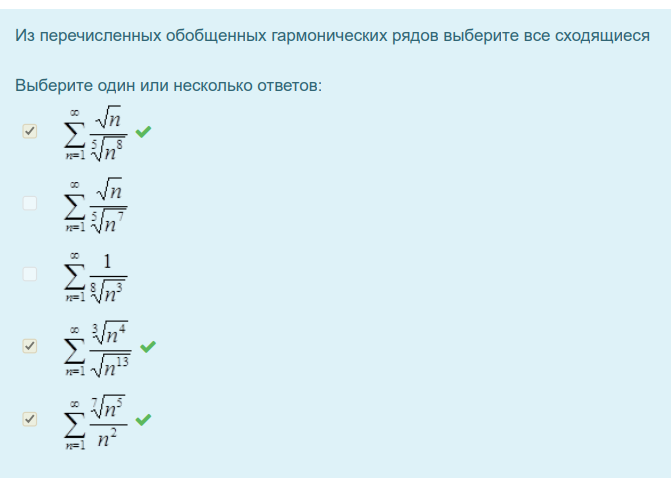 Из перечисленных обобщенных гармонических рядов выберите все сходящиеся
Выберите один или несколько ответов:
$\sum_{n=1}^{\infty} \frac{\sqrt{n}}{\sqrt[5]{n^8}}$
$\sum_{n=1}^{\infty} \frac{\sqrt{n}}{\sqrt[5]{n^7}}$
$\sum_{n=1}^{\infty} \frac{1}{\sqrt[8]{n^3}}$
$\sum_{n=1}^{\infty} \frac{\sqrt[3]{n^4}}{\sqrt{n^{13}}}$
$\sum_{n=1}^{\infty} \frac{\sqrt[7]{n^5}}{n^2}$